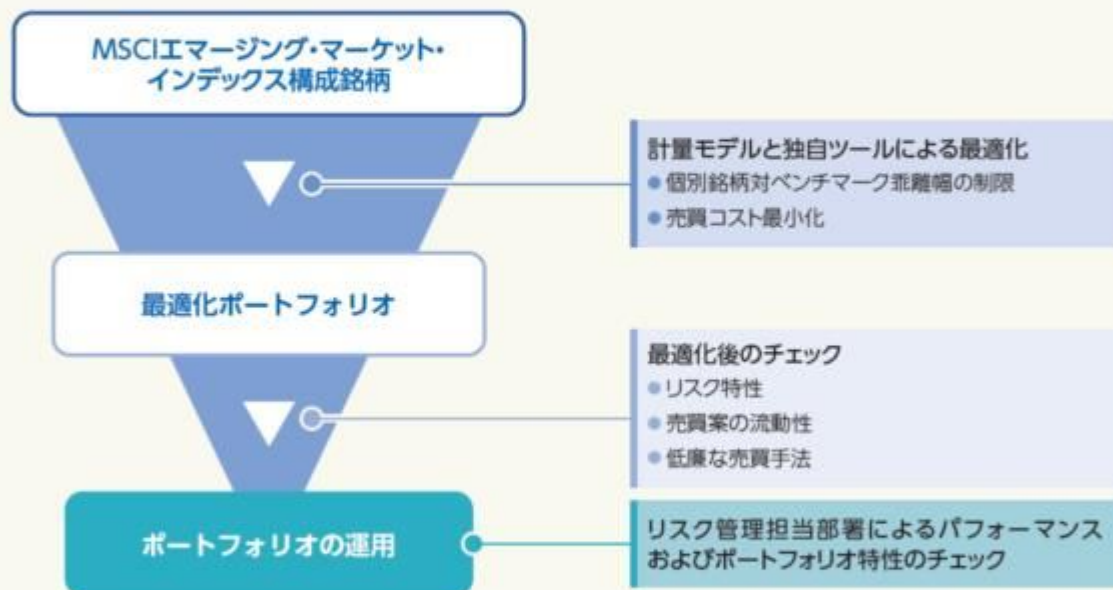 MSCIエマージング・マーケット・
インデックス構成銘柄
計量モデルと独自ツールによる最適化
●個別銘柄対ベンチマーク乖離幅の制限
●売買コスト最小化
最適化ポートフォリオ
最適化後のチェック
●リスク特性
●売買案の流動性
●低廉な売買手法
ポートフォリオの運用
リスク管理担当部署によるパフォーマンス
およびポートフォリオ特性のチェック